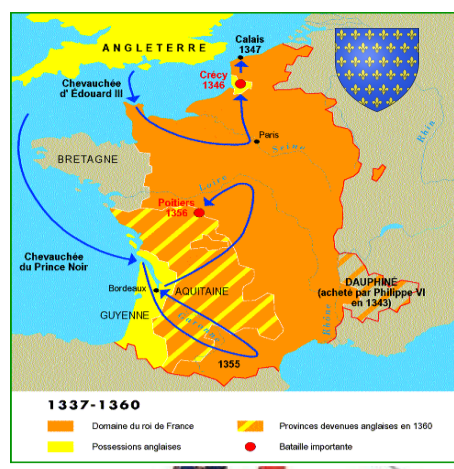 ANGLETERRE
Calais
1347
Chevauchée
d' Édouard III
Crécy
1346
Paris
Seine
Rhin
BRETAGNE
Loire
Poitiers
1356
Chevauchée
du Prince Noir
Bordeaux
AQUITAINE
GUYENNE
Garonne
Rhône
DAUPHINÉ
(acheté par Philippe VI
en 1343)
1355
1337-1360
Domaine du roi de France
Provinces devenues anglaises en 1360
Possessions anglaises
Bataille importante